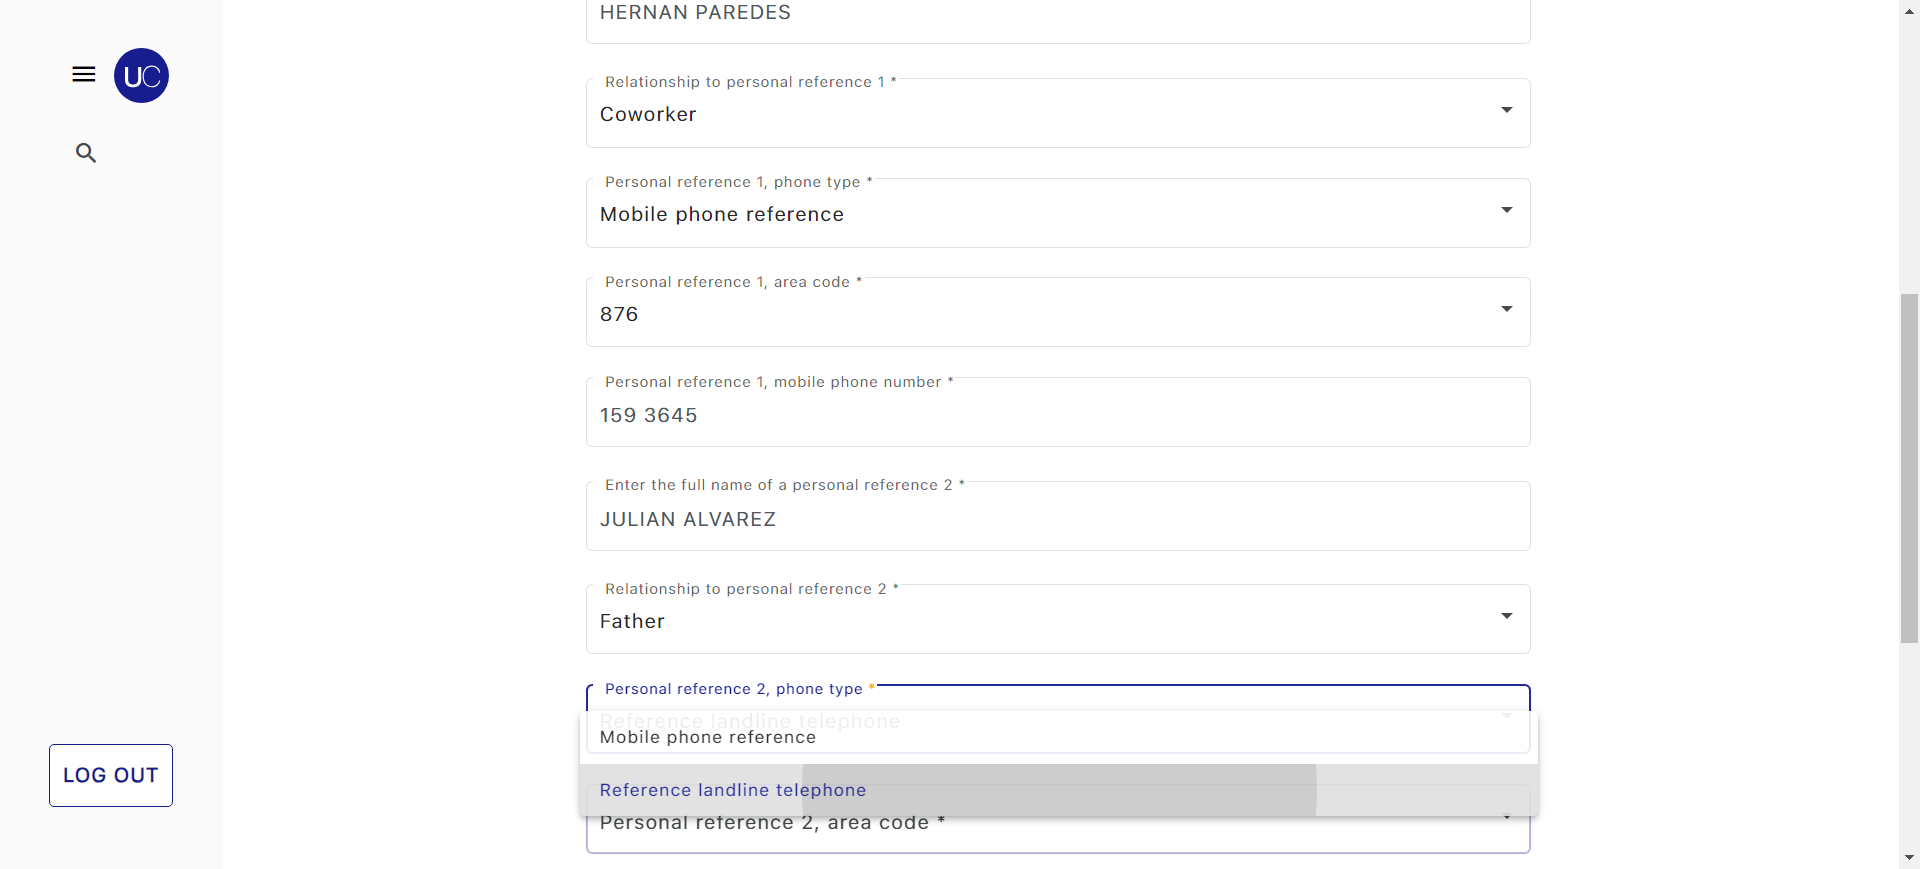 HERNAN PAREDES
UC
Relationship to personal reference 1 *
Coworker
Personal reference 1, phone type *
Mobile phone reference
Personal reference 1, area code *
876
Personal reference 1, mobile phone number *
159 3645
Enter the full name of a personal reference 2 *
JULIAN ALVAREZ
Relationship to personal reference 2 *
Father
Personal reference 2, phone type *
Reference landline telephone
Mobile phone reference
Reference landline telephone
Personal reference 2, area code *
LOG OUT